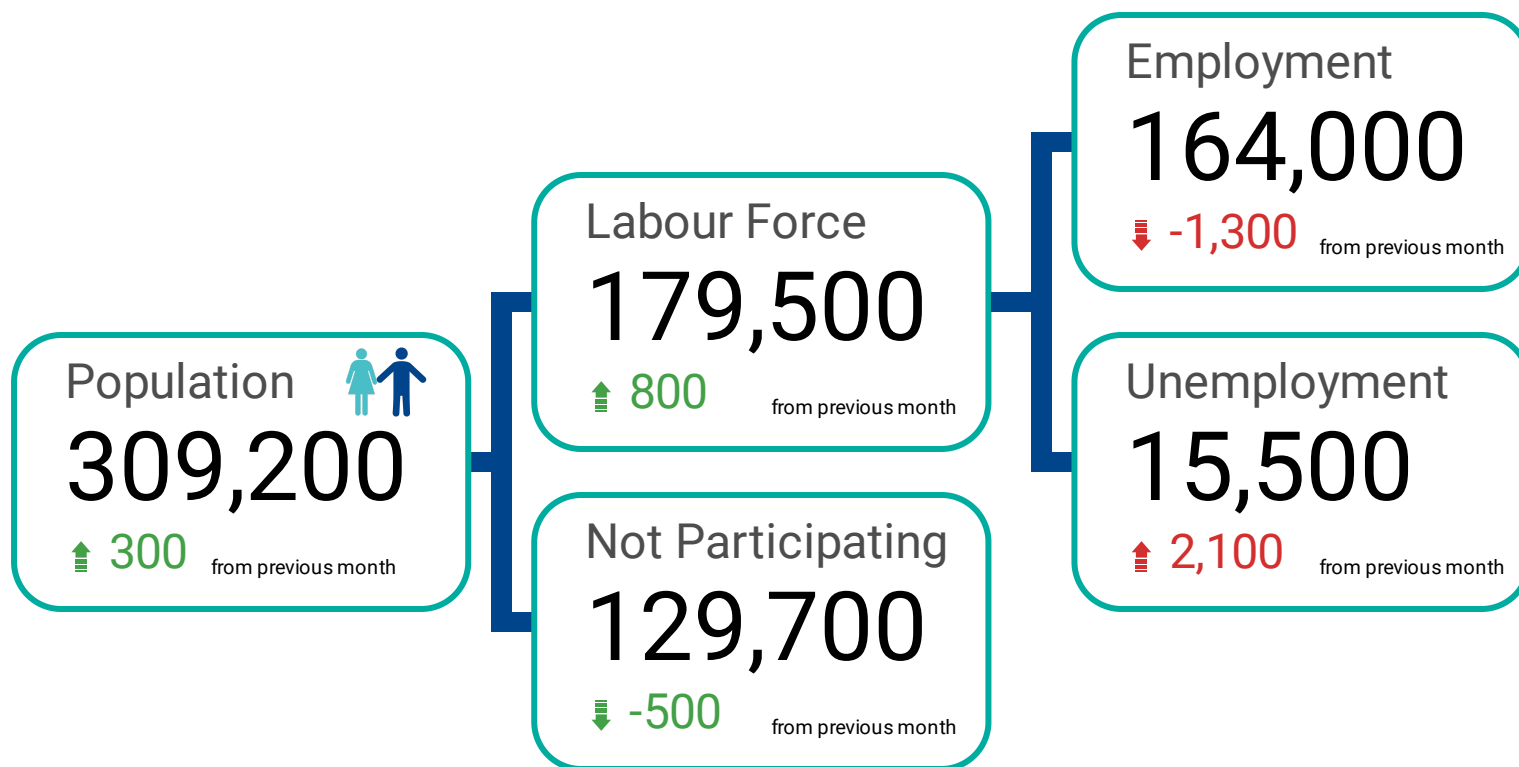 Population
309,200
300 from previous month
Labour Force
179,500
800 from previous month
Not Participating
129,700
-500 from previous month
Employment
164,000
-1,300 from previous month
Unemployment
15,500
2,100 from previous month